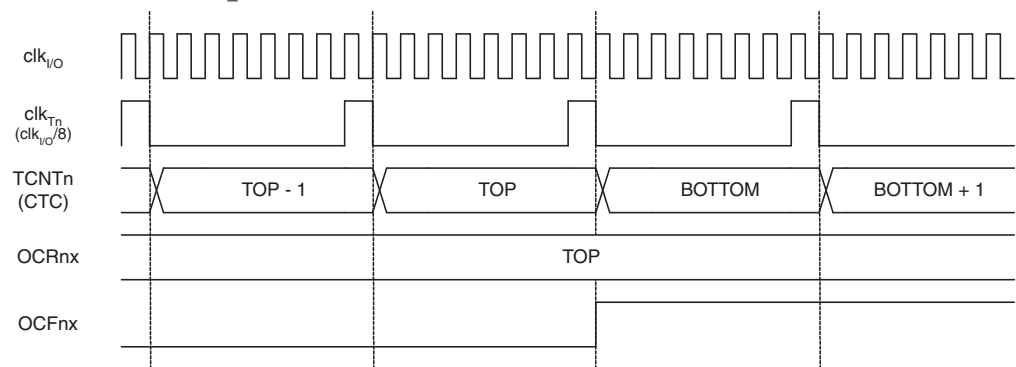 clkI/O
clkTn
(clkI/O/8)
TCNTn
(CTC)
TOP - 1
TOP
BOTTOM
BOTTOM + 1
OCRnx
TOP
OCFnx